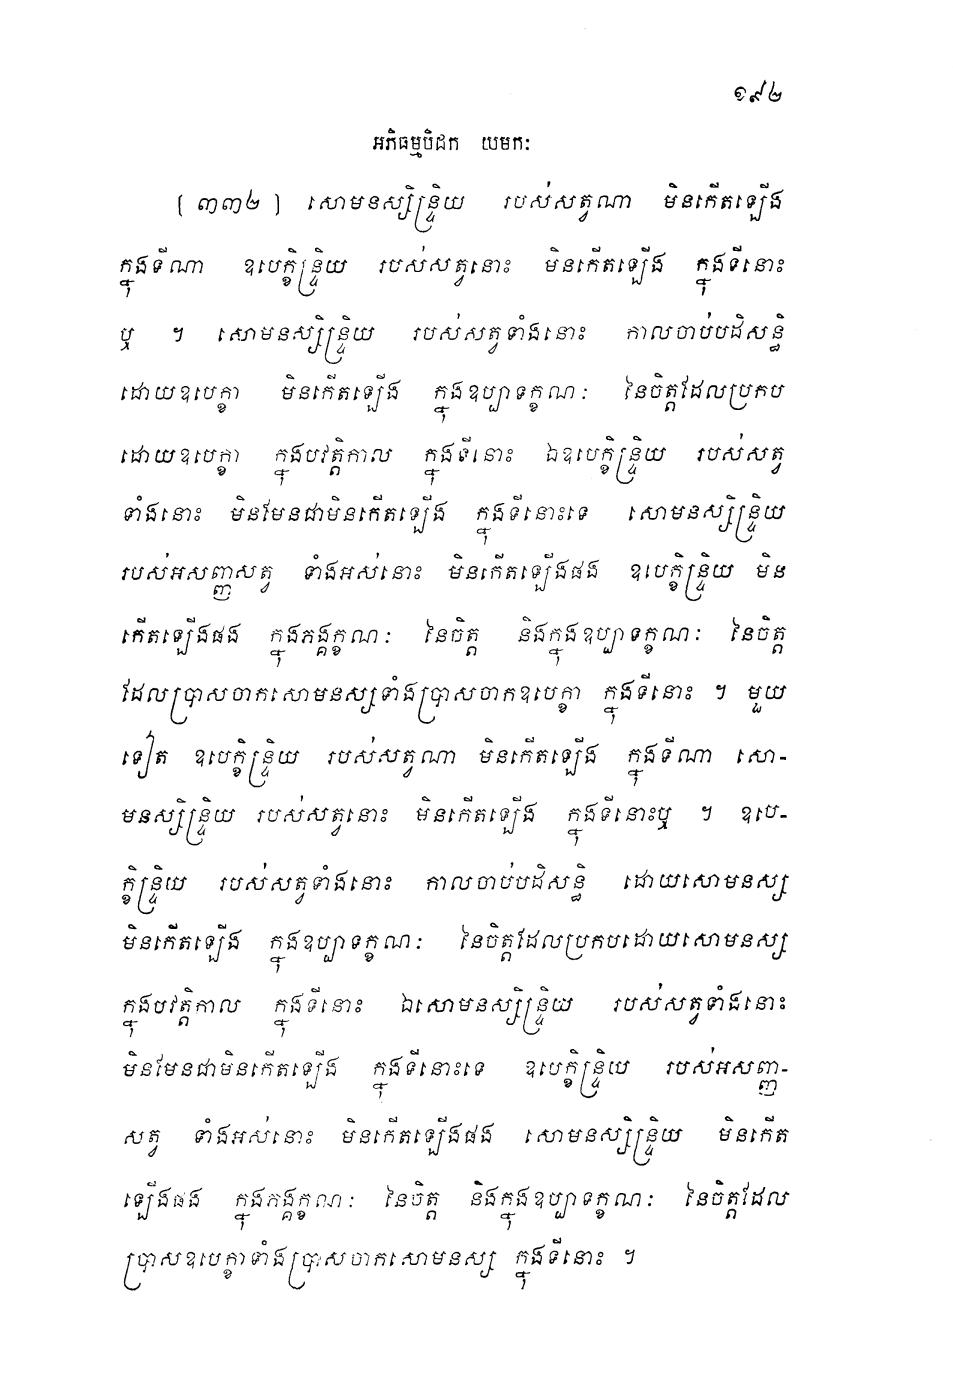 ១៩២
អភិធម្មបិដក យមកៈ
( ៣៣២ ) សោមនស្សិន្ទ្រិយ របស់សត្វណា មិនកើតឡើង
ក្នុងទីណា ឧបេក្ខិន្ទ្រិយ របស់សត្វនោះ មិនកើតឡើង ក្នុងទីនោះ
ឬ ។ សោមនស្សិន្ទ្រិយ របស់សត្វទាំងនោះ កាលចាប់បដិសន្ធិ
ដោយឧបេក្ខា មិនកើតឡើង ក្នុងឧប្បាទក្ខណៈ នៃចិត្តដែលប្រកប
ដោយឧបេក្ខា ក្នុងបវត្តិកាល ក្នុងទីនោះ ឯឧបេក្ខិន្ទ្រិយ របស់សត្វ
ទាំងនោះ មិនមែនជាមិនកើតឡើង ក្នុងទីនោះទេ សោមនស្សិន្ទ្រិយ
របស់អសញ្ញសត្វ ទាំងអស់នោះ មិនកើតឡើងផង ឧបេក្ខិន្ទ្រិយ មិន
កើតឡើងផង ក្នុងភង្គក្ខណៈ នៃចិត្ត និងក្នុងឧប្បាទក្ខណៈ នៃចិត្ត
ដែលប្រាសចាកសោមនស្សទាំងប្រាសចាកឧបេក្ខា ក្នុងទីនោះ ។ មួយ
ទៀត ឧបេក្ខិន្ទ្រិយ របស់សត្វណា មិនកើតឡើង ក្នុងទីណា សោ-
មនស្សិន្ទ្រិយ របស់សត្វនោះ មិនកើតឡើង ក្នុងទីនោះឬ ។ ឧបេ-
ក្ខិន្ទ្រិយ របស់សត្វទាំងនោះ កាលចាប់បដិសន្ធិ ដោយសោមនស្ស
មិនកើតឡើង ក្នុងឧប្បាទក្ខណៈ នៃចិត្តដែលប្រកបដោយសោមនស្ស
ក្នុងបវត្តិកាល ក្នុងទីនោះ ឯសោមនស្សិន្ទ្រិយ របស់សត្វទាំងនោះ
មិនមែនជាមិនកើតឡើង ក្នុងទីនោះទេ ឧបេក្ខិន្ទ្រិយ របស់អសញ្ញ-
សត្វ ទាំងអស់នោះ មិនកើតឡើងផង សោមនស្សិន្ទ្រិយ មិនកើត
ឡើងផង ក្នុងភង្គក្ខណៈ នៃចិត្ត និងក្នុងឧប្បាទក្ខណៈ នៃចិត្តដែល
ប្រាសឧបេក្ខាទាំងប្រាសចាកសោមនស្ស ក្នុងទីនោះ ។